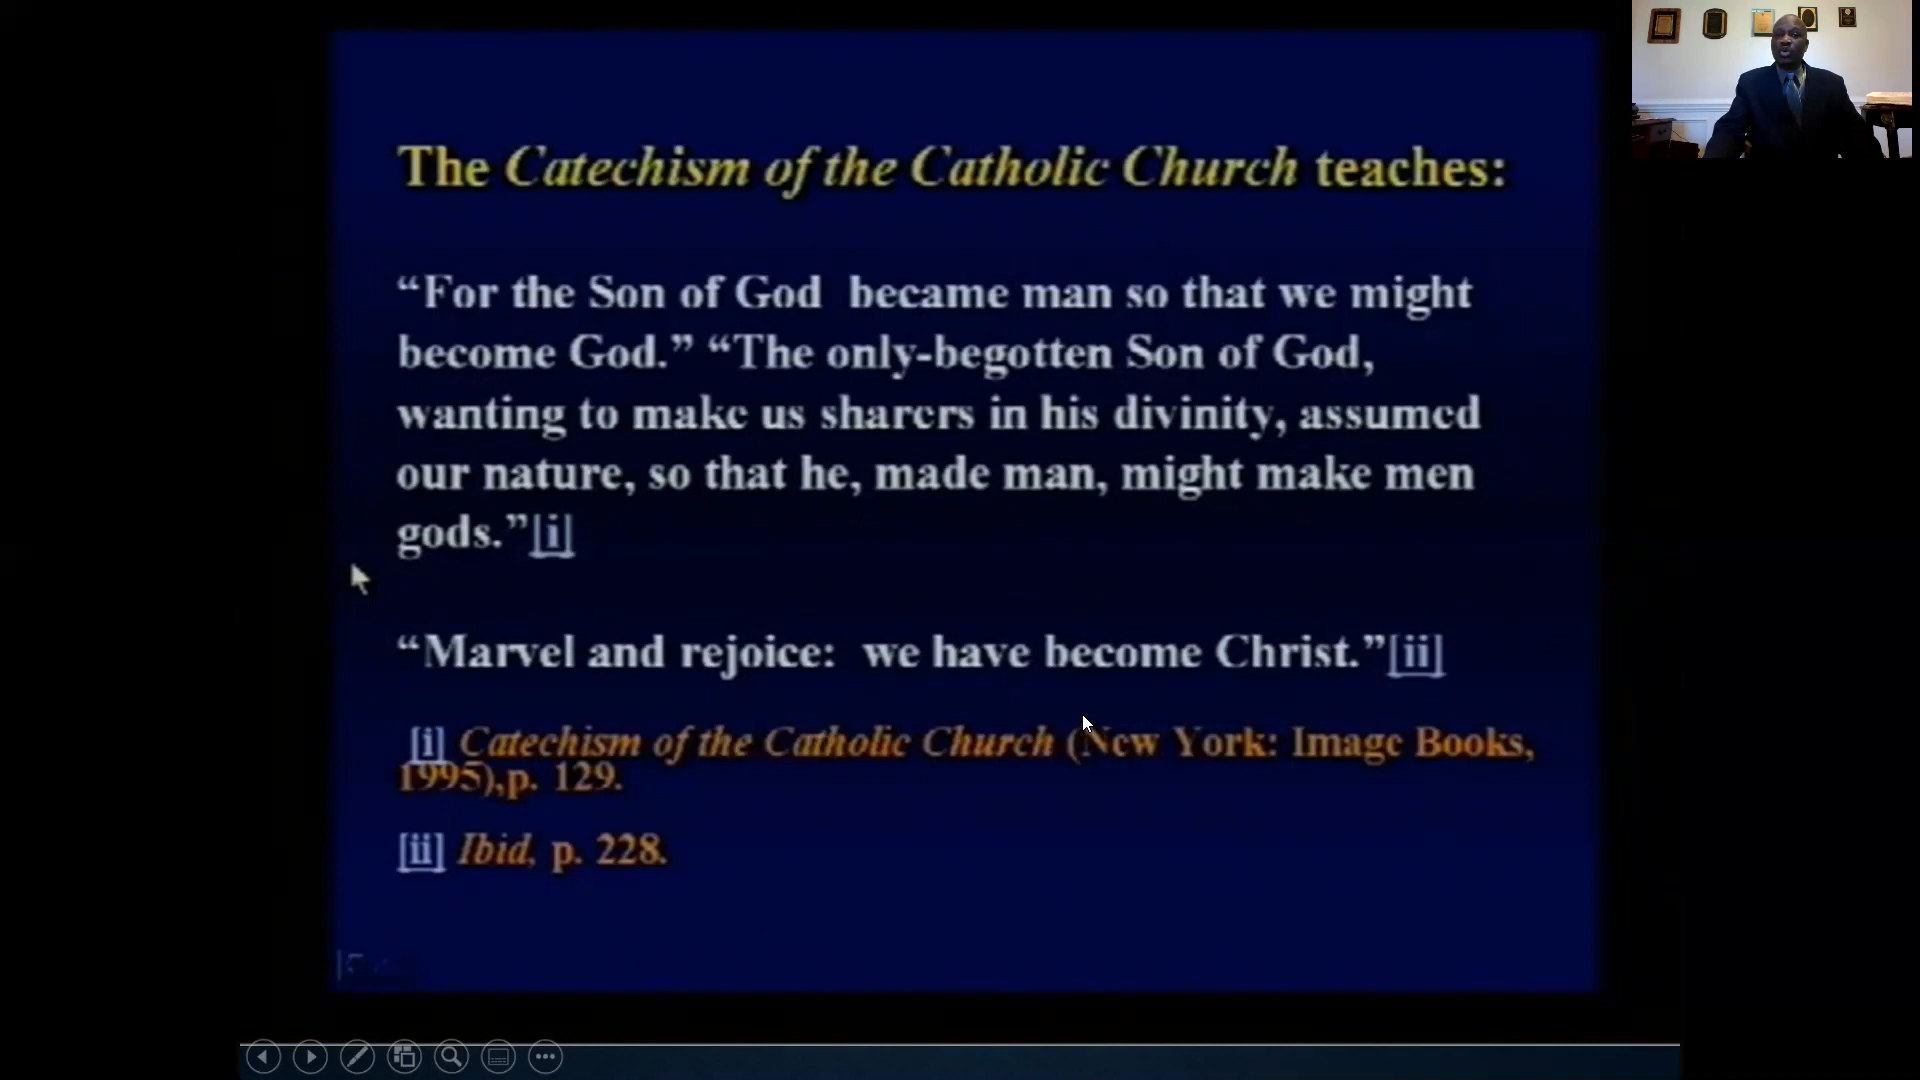 The Catechism of the Catholic Church teaches:
“For the Son of God became man so that we might
become God.” “The only-begotten Son of God,
wanting to make us sharers in his divinity, assumed
our nature, so that he, made man, might make men
gods.”[i]
“Marvel and rejoice: we have become Christ.”[ii]
[i] Catechism of the Catholic Church (New York: Image Books,
1995),p. 129.
[ii] Ibid, p. 228.